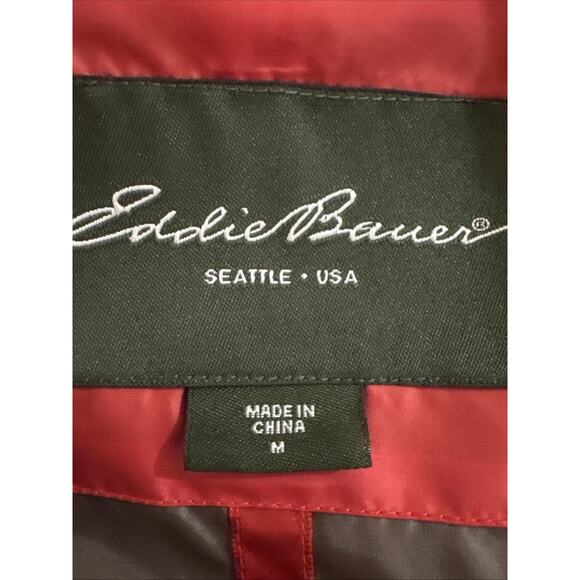 Eddie Bauer®
SEATTLE • USA
MADE IN
CHINA
M